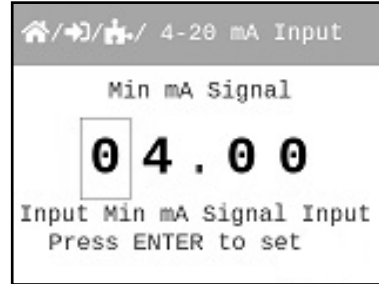 / / / 4-20 mA Input
Min mA Signal
04.00
Input Min mA Signal Input
Press ENTER to set